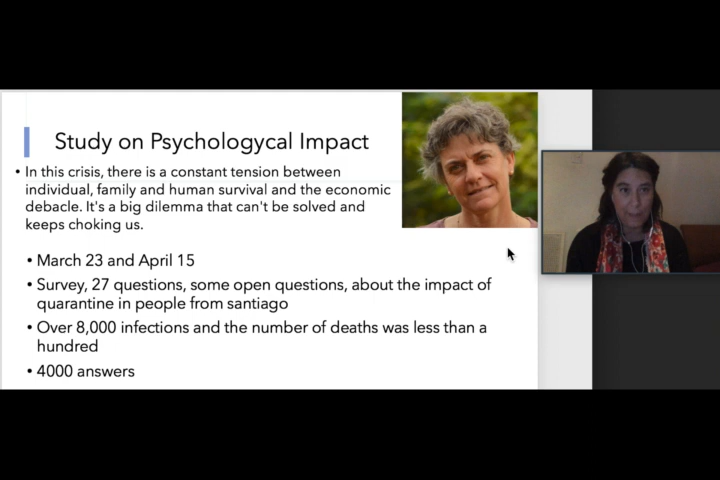 Study on Psychologycal Impact
• In this crisis, there is a constant tension between
individual, family and human survival and the economic
debacle. It's a big dilemma that can't be solved and
keeps choking us.
• March 23 and April 15
• Survey, 27 questions, some open questions, about the impact of
quarantine in people from santiago
• Over 8,000 infections and the number of deaths was less than a
hundred
• 4000 answers